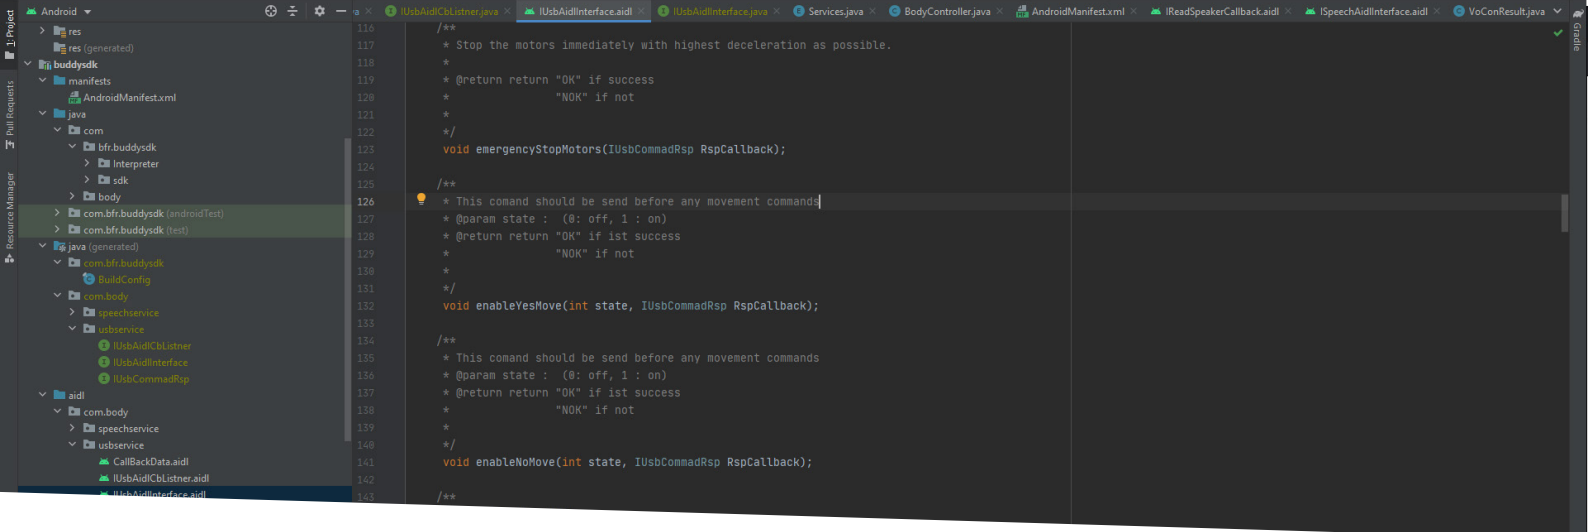 Android
va
IUsbAidlCbListner.java
IUsbAidlInterface.aidl
IUsbAidlInterface.java
Services.java
BodyController.java
AndroidManifest.xml
IReadSpeakerCallback.aidl
ISpeechAidlInterface.aidl
VoConResult.java
1: Project
Pull Requests
Resource Manager
Gradle
res
res (generated)
buddysdk
manifests
AndroidManifest.xml
java
com
bfr.buddysdk
Interpreter
sdk
body
com.bfr.buddysdk (androidTest)
com.bfr.buddysdk (test)
java (generated)
com.bfr.buddysdk
BuildConfig
com.body
speechservice
usbservice
IUsbAidlCbListner
IUsbAidlInterface
IUsbCommadRsp
aidl
com.body
speechservice
usbservice
CallBackData.aidl
IUsbAidlCbListner.aidl
IUsbAidlInterface.aidl
116 /**
117 * Stop the motors immediately with highest deceleration as possible.
118 *
119 * @return return "OK" if success
120 * "NOK" if not
121 *
122 */
123 void emergencyStopMotors(IUsbCommadRsp RspCallback);
124
125 /**
126 * This comand should be send before any movement commands
127 * @param state : (0: off, 1 : on)
128 * @return return "OK" if ist success
129 * "NOK" if not
130 *
131 */
132 void enableYesMove(int state, IUsbCommadRsp RspCallback);
133
134 /**
135 * This comand should be send before any movement commands
136 * @param state : (0: off, 1 : on)
137 * @return return "OK" if ist success
138 * "NOK" if not
139 *
140 */
141 void enableNoMove(int state, IUsbCommadRsp RspCallback);
142
143 /**